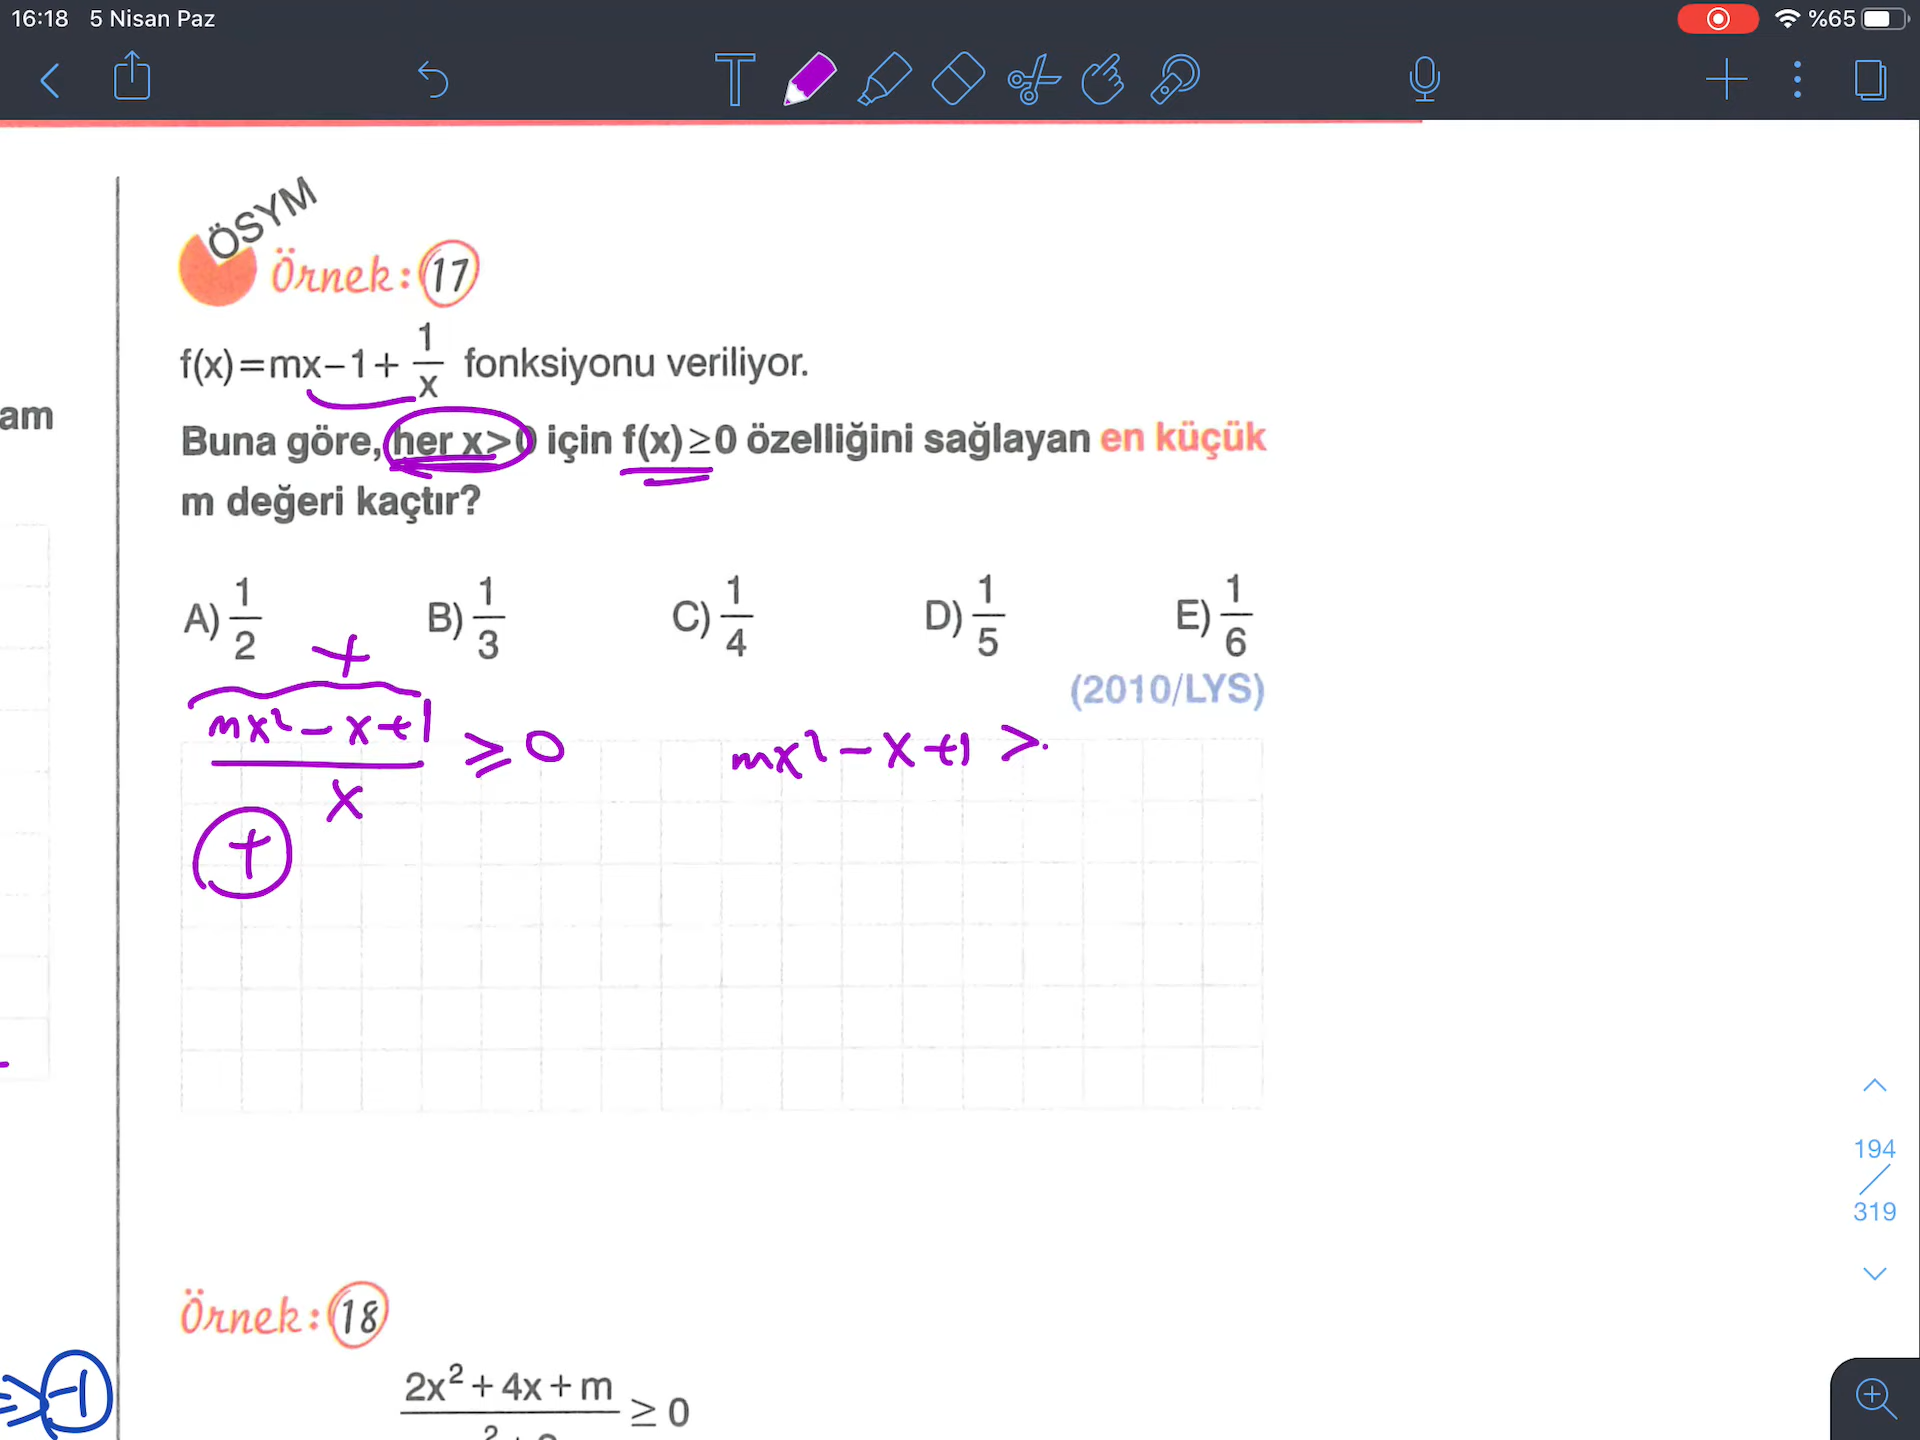 16:18 5 Nisan Paz
%65
ÖSYM
Örnek: 17
f(x)=mx−1+ 1/x fonksiyonu veriliyor.
am
Buna göre, her x>0 için f(x)≥0 özelliğini sağlayan en küçük
m değeri kaçtır?
A) 1/2 B) 1/3 C) 1/4 D) 1/5 E) 1/6
(2010/LYS)
+
mx²−x+1 / x ≥ 0
mx²−x+1 >
+
194
319
Örnek: 18
2x²+4x+m
≥ 0
-1